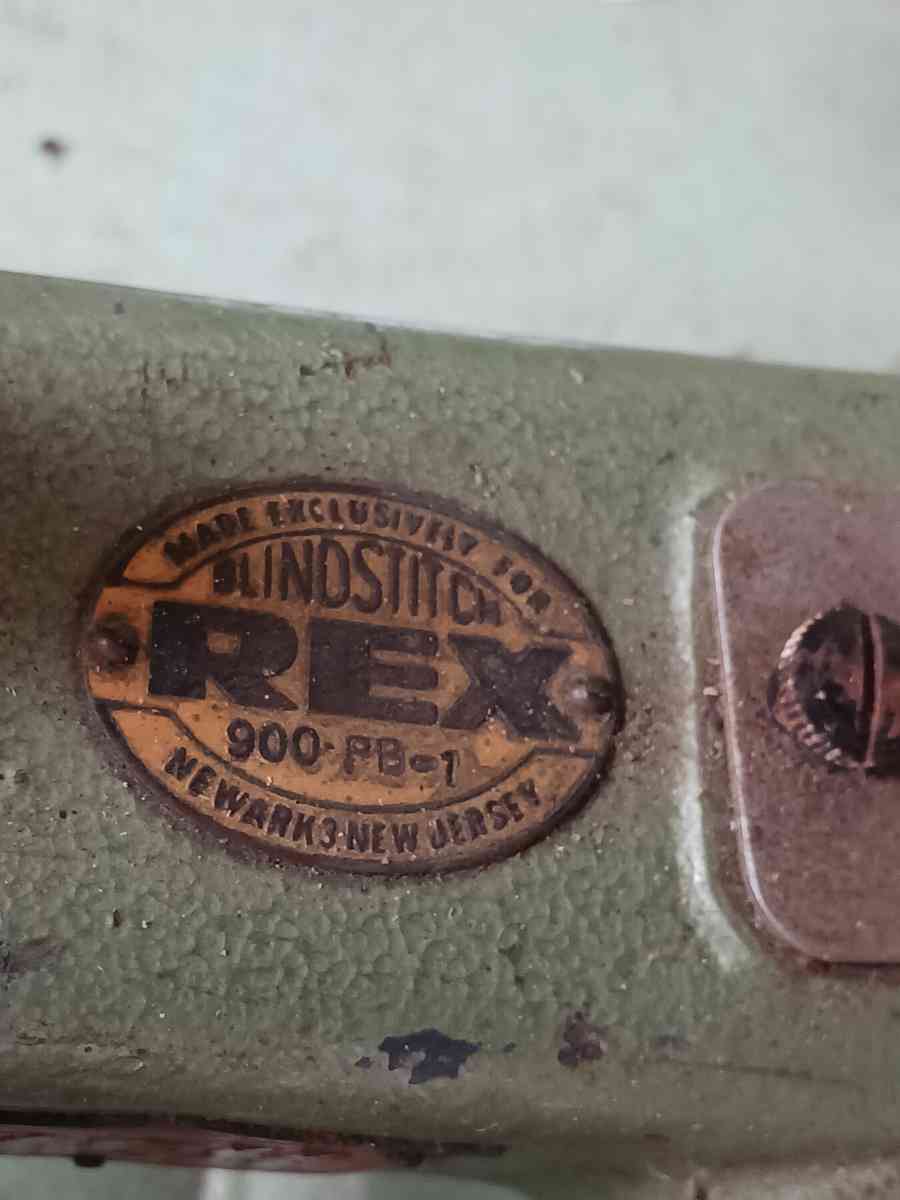 MADE EXCLUSIVELY FOR
BLINDSTITCH
REX
900-PB-1
NEWARK 3·NEW JERSEY